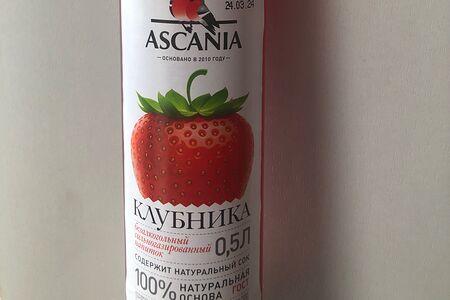 24.03.24
ASCANIA
— ОСНОВАНО В 2010 ГОДУ —
КЛУБНИКА
безалкогольный
сильногазированный
напиток
0,5Л
СОДЕРЖИТ НАТУРАЛЬНЫЙ СОК
100% НАТУРАЛЬНАЯ
ОСНОВА ГОСТ